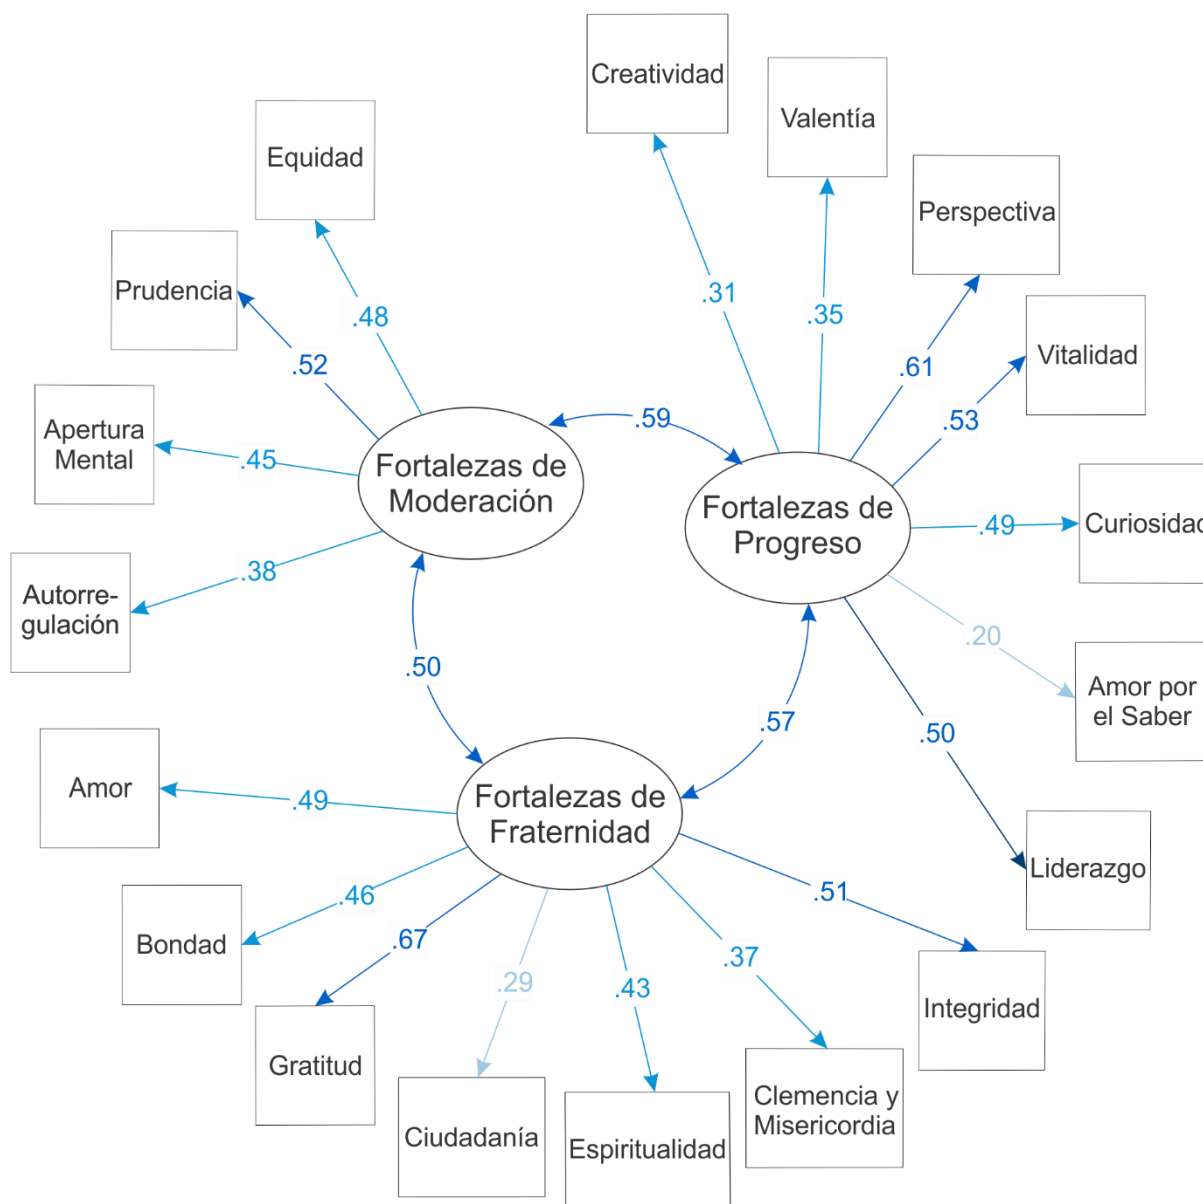 Creatividad
Valentía
Equidad
Perspectiva
Prudencia
.48
.31
.35
Vitalidad
.52
.61
.53
Apertura
Mental
.45
.59
Fortalezas de
Moderación
Fortalezas de
Progreso
.49
Curiosidad
.38
Autorre-
gulación
.20
.50
.57
.50
Amor por
el Saber
Amor
.49
Fortalezas de
Fraternidad
Liderazgo
.46
.67
.29
.43
.37
.51
Bondad
Integridad
Gratitud
Ciudadanía
Espiritualidad
Clemencia y
Misericordia